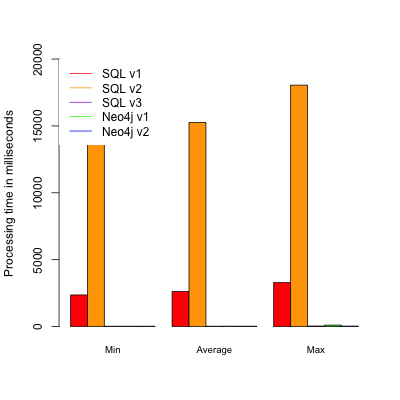 Processing time in milliseconds
20000
15000
10000
5000
0
SQL v1
SQL v2
SQL v3
Neo4j v1
Neo4j v2
Min Average Max